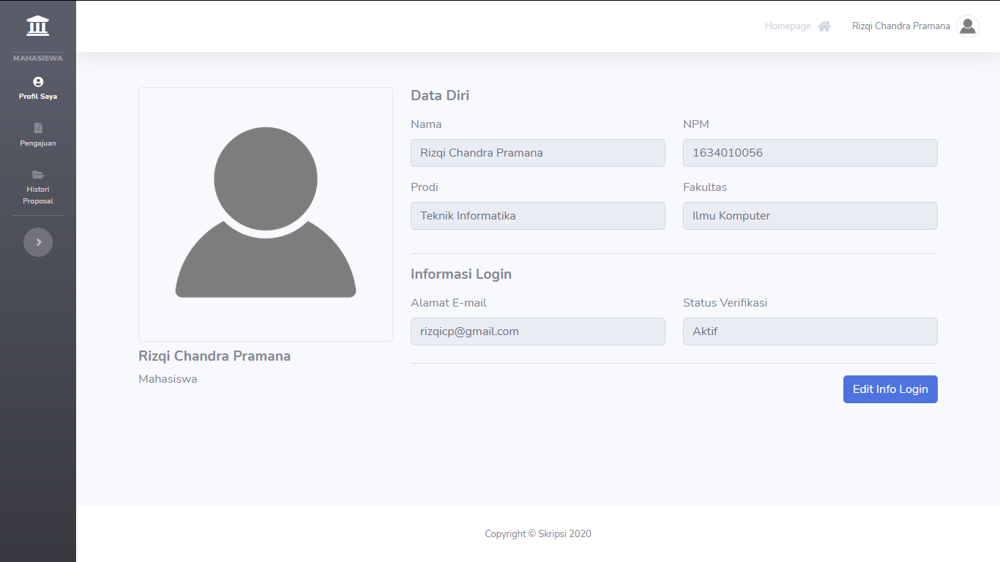 MAHASISWA
Profil Saya
Pengajuan
Histori
Proposal
Homepage
Rizqi Chandra Pramana
Rizqi Chandra Pramana
Mahasiswa
Data Diri
Nama
NPM
Rizqi Chandra Pramana
1634010056
Prodi
Fakultas
Teknik Informatika
Ilmu Komputer
Informasi Login
Alamat E-mail
Status Verifikasi
rizqicp@gmail.com
Aktif
Edit Info Login
Copyright © Skripsi 2020